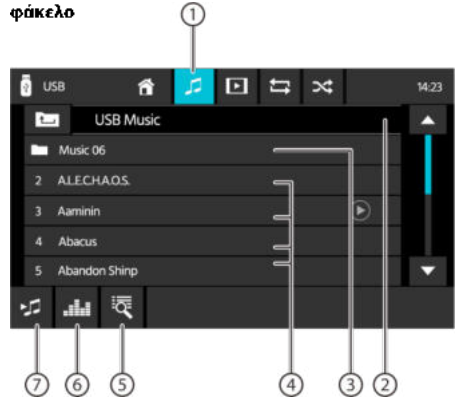 φάκελο
1
USB 14:23
USB Music
Music 06
2 A.L.E.C.H.A.O.S.
3 Aaminin
4 Abacus
5 Abandon Shinp
7 6 5 4 3 2